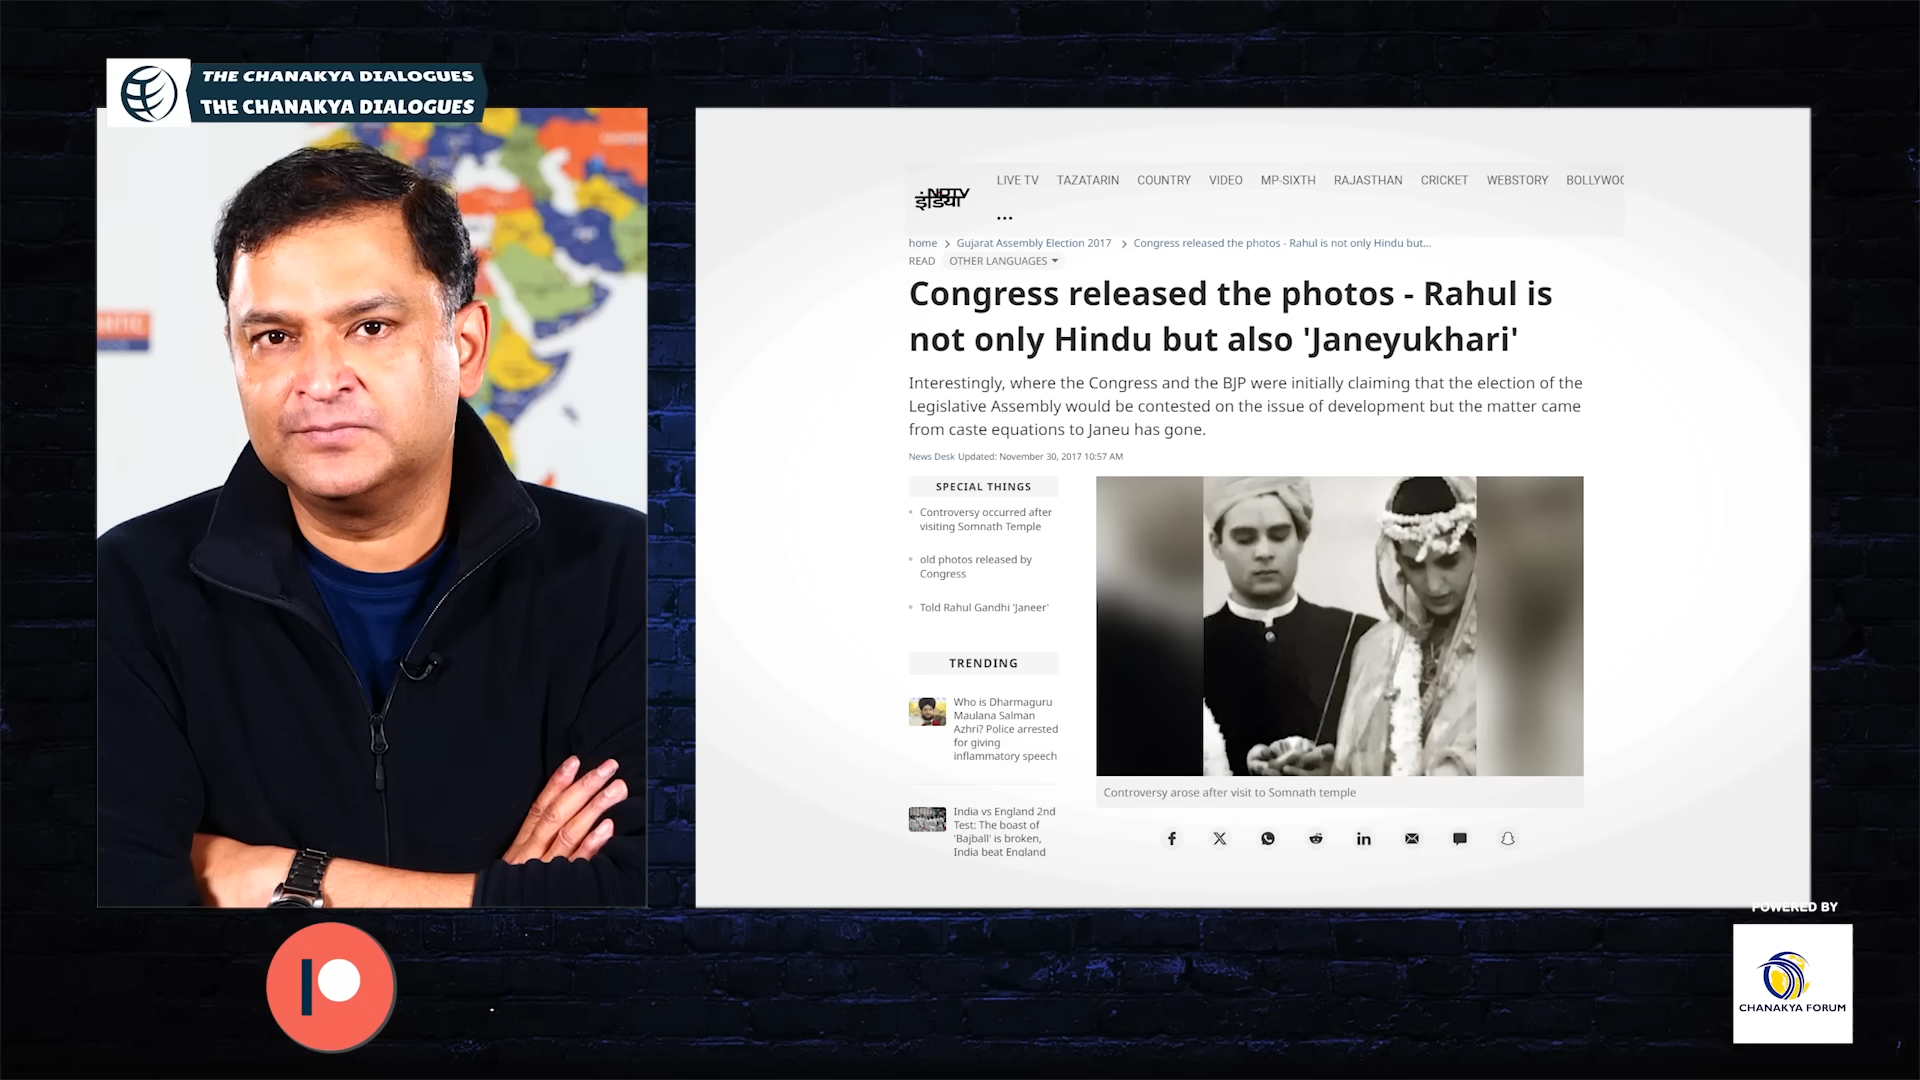 THE CHANAKYA DIALOGUES
THE CHANAKYA DIALOGUES
NDTV
इंडिया
LIVE TV TAZATARIN COUNTRY VIDEO MP-SIXTH RAJASTHAN CRICKET WEBSTORY BOLLYWOO
...
home > Gujarat Assembly Election 2017 > Congress released the photos - Rahul is not only Hindu but...
READ OTHER LANGUAGES
Congress released the photos - Rahul is
not only Hindu but also 'Janeyukhari'
Interestingly, where the Congress and the BJP were initially claiming that the election of the
Legislative Assembly would be contested on the issue of development but the matter came
from caste equations to Janeu has gone.
News Desk Updated: November 30, 2017 10:57 AM
SPECIAL THINGS
Controversy occurred after
visiting Somnath Temple
old photos released by
Congress
Told Rahul Gandhi 'Janeer'
TRENDING
Who is Dharmaguru
Maulana Salman
Azhri? Police arrested
for giving
inflammatory speech
India vs England 2nd
Test: The boast of
'Bajball' is broken,
India beat England
Controversy arose after visit to Somnath temple
POWERED BY
CHANAKYA FORUM